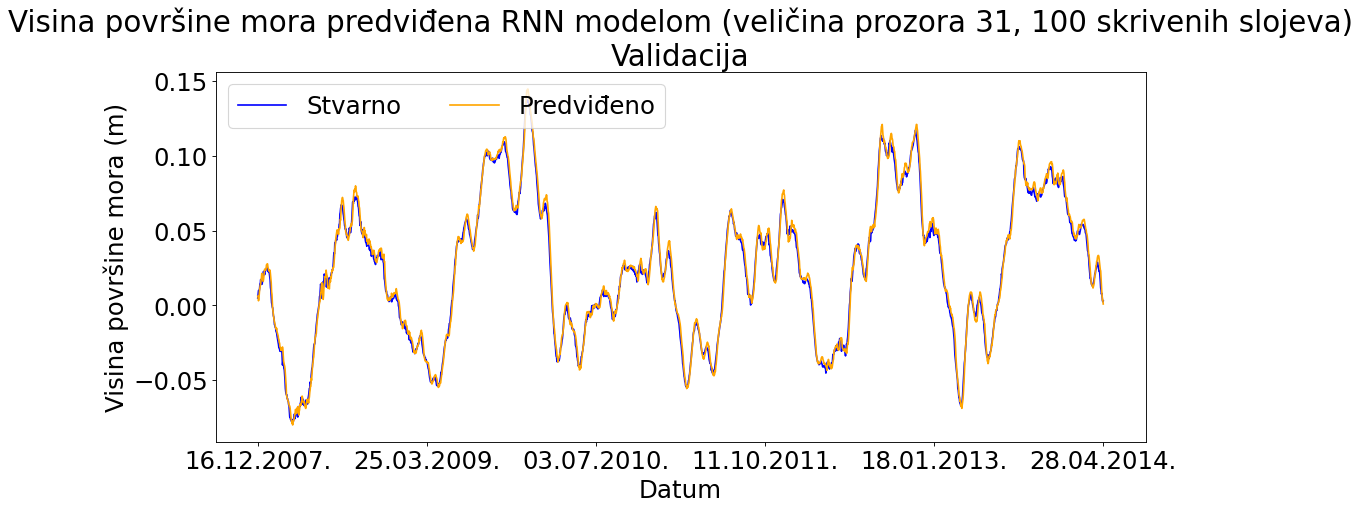 Visina površine mora predviđena RNN modelom (veličina prozora 31, 100 skrivenih slojeva)
Validacija
Stvarno Predviđeno
Visina površine mora (m)
0.15
0.10
0.05
0.00
−0.05
16.12.2007. 25.03.2009. 03.07.2010. 11.10.2011. 18.01.2013. 28.04.2014.
Datum